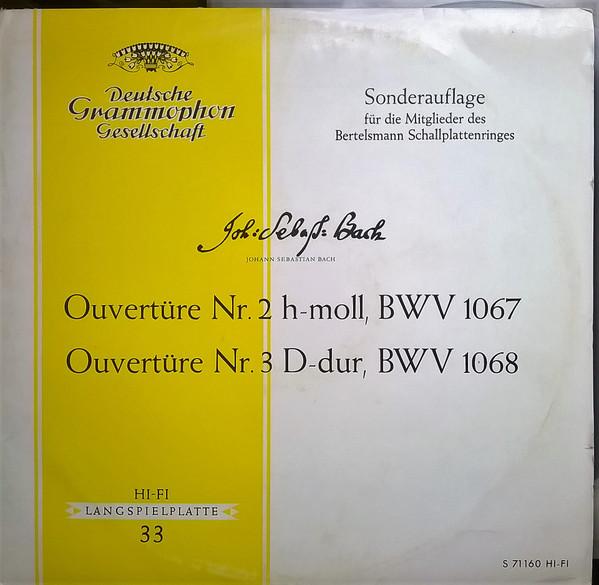 Deutsche
Grammophon
Gesellschaft
Sonderauflage
für die Mitglieder des
Bertelsmann Schallplattenringes
Joh: Sebaſt: Bach
JOHANN SEBASTIAN BACH
Ouvertüre Nr. 2 h-moll, BWV 1067
Ouvertüre Nr. 3 D-dur, BWV 1068
HI-FI
LANGSPIELPLATTE
33
S 71160 HI-FI